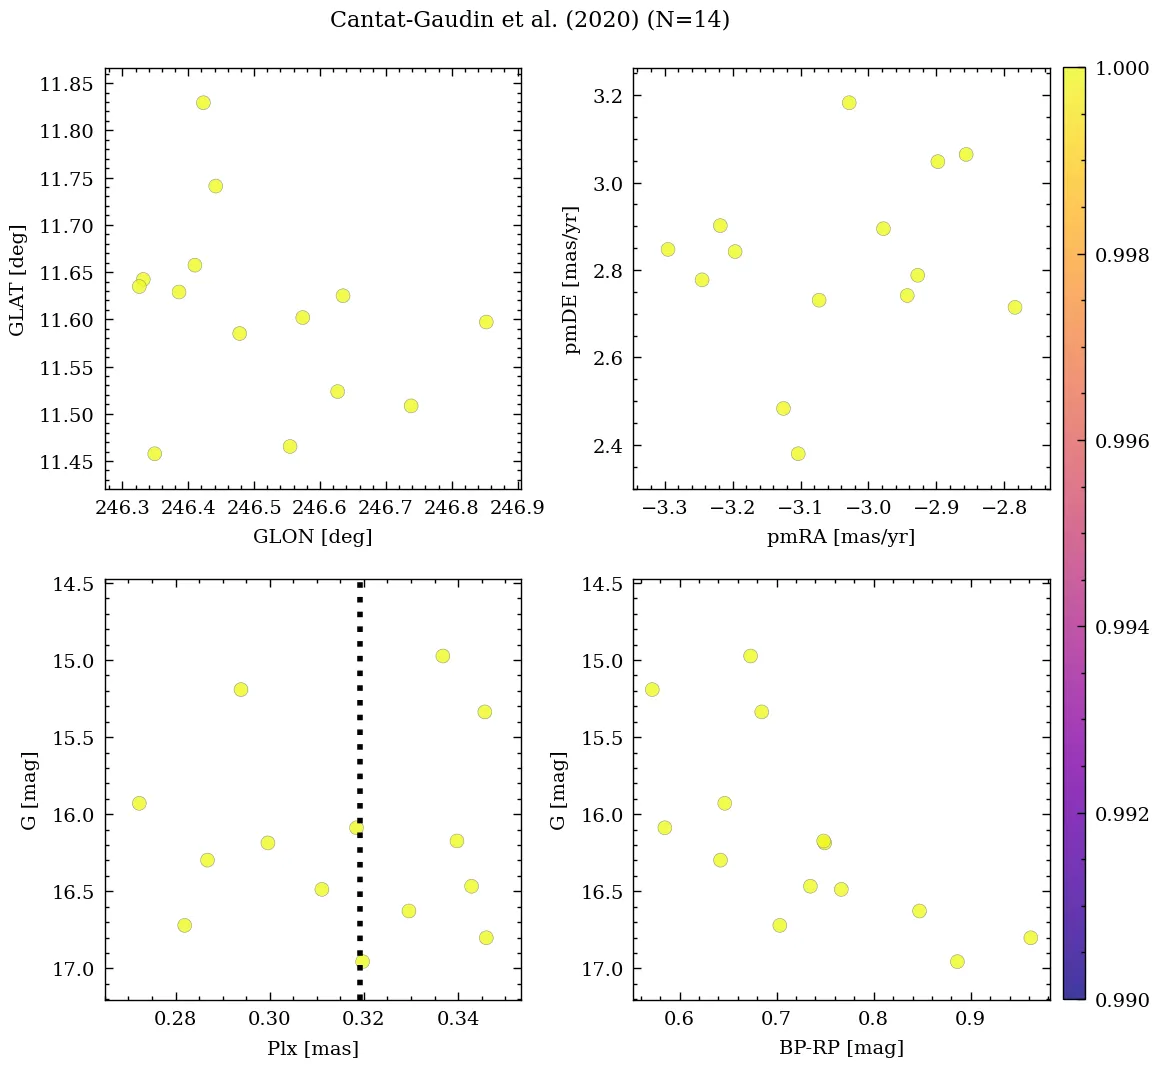 Cantat-Gaudin et al. (2020) (N=14)
11.85
11.80
11.75
11.70
11.65
11.60
11.55
11.50
11.45
GLAT [deg]
246.3 246.4 246.5 246.6 246.7 246.8 246.9
GLON [deg]
3.2
3.0
2.8
2.6
2.4
pmDE [mas/yr]
−3.3 −3.2 −3.1 −3.0 −2.9 −2.8
pmRA [mas/yr]
14.5
15.0
15.5
16.0
16.5
17.0
G [mag]
0.28 0.30 0.32 0.34
Plx [mas]
14.5
15.0
15.5
16.0
16.5
17.0
G [mag]
0.6 0.7 0.8 0.9
BP-RP [mag]
1.000
0.998
0.996
0.994
0.992
0.990